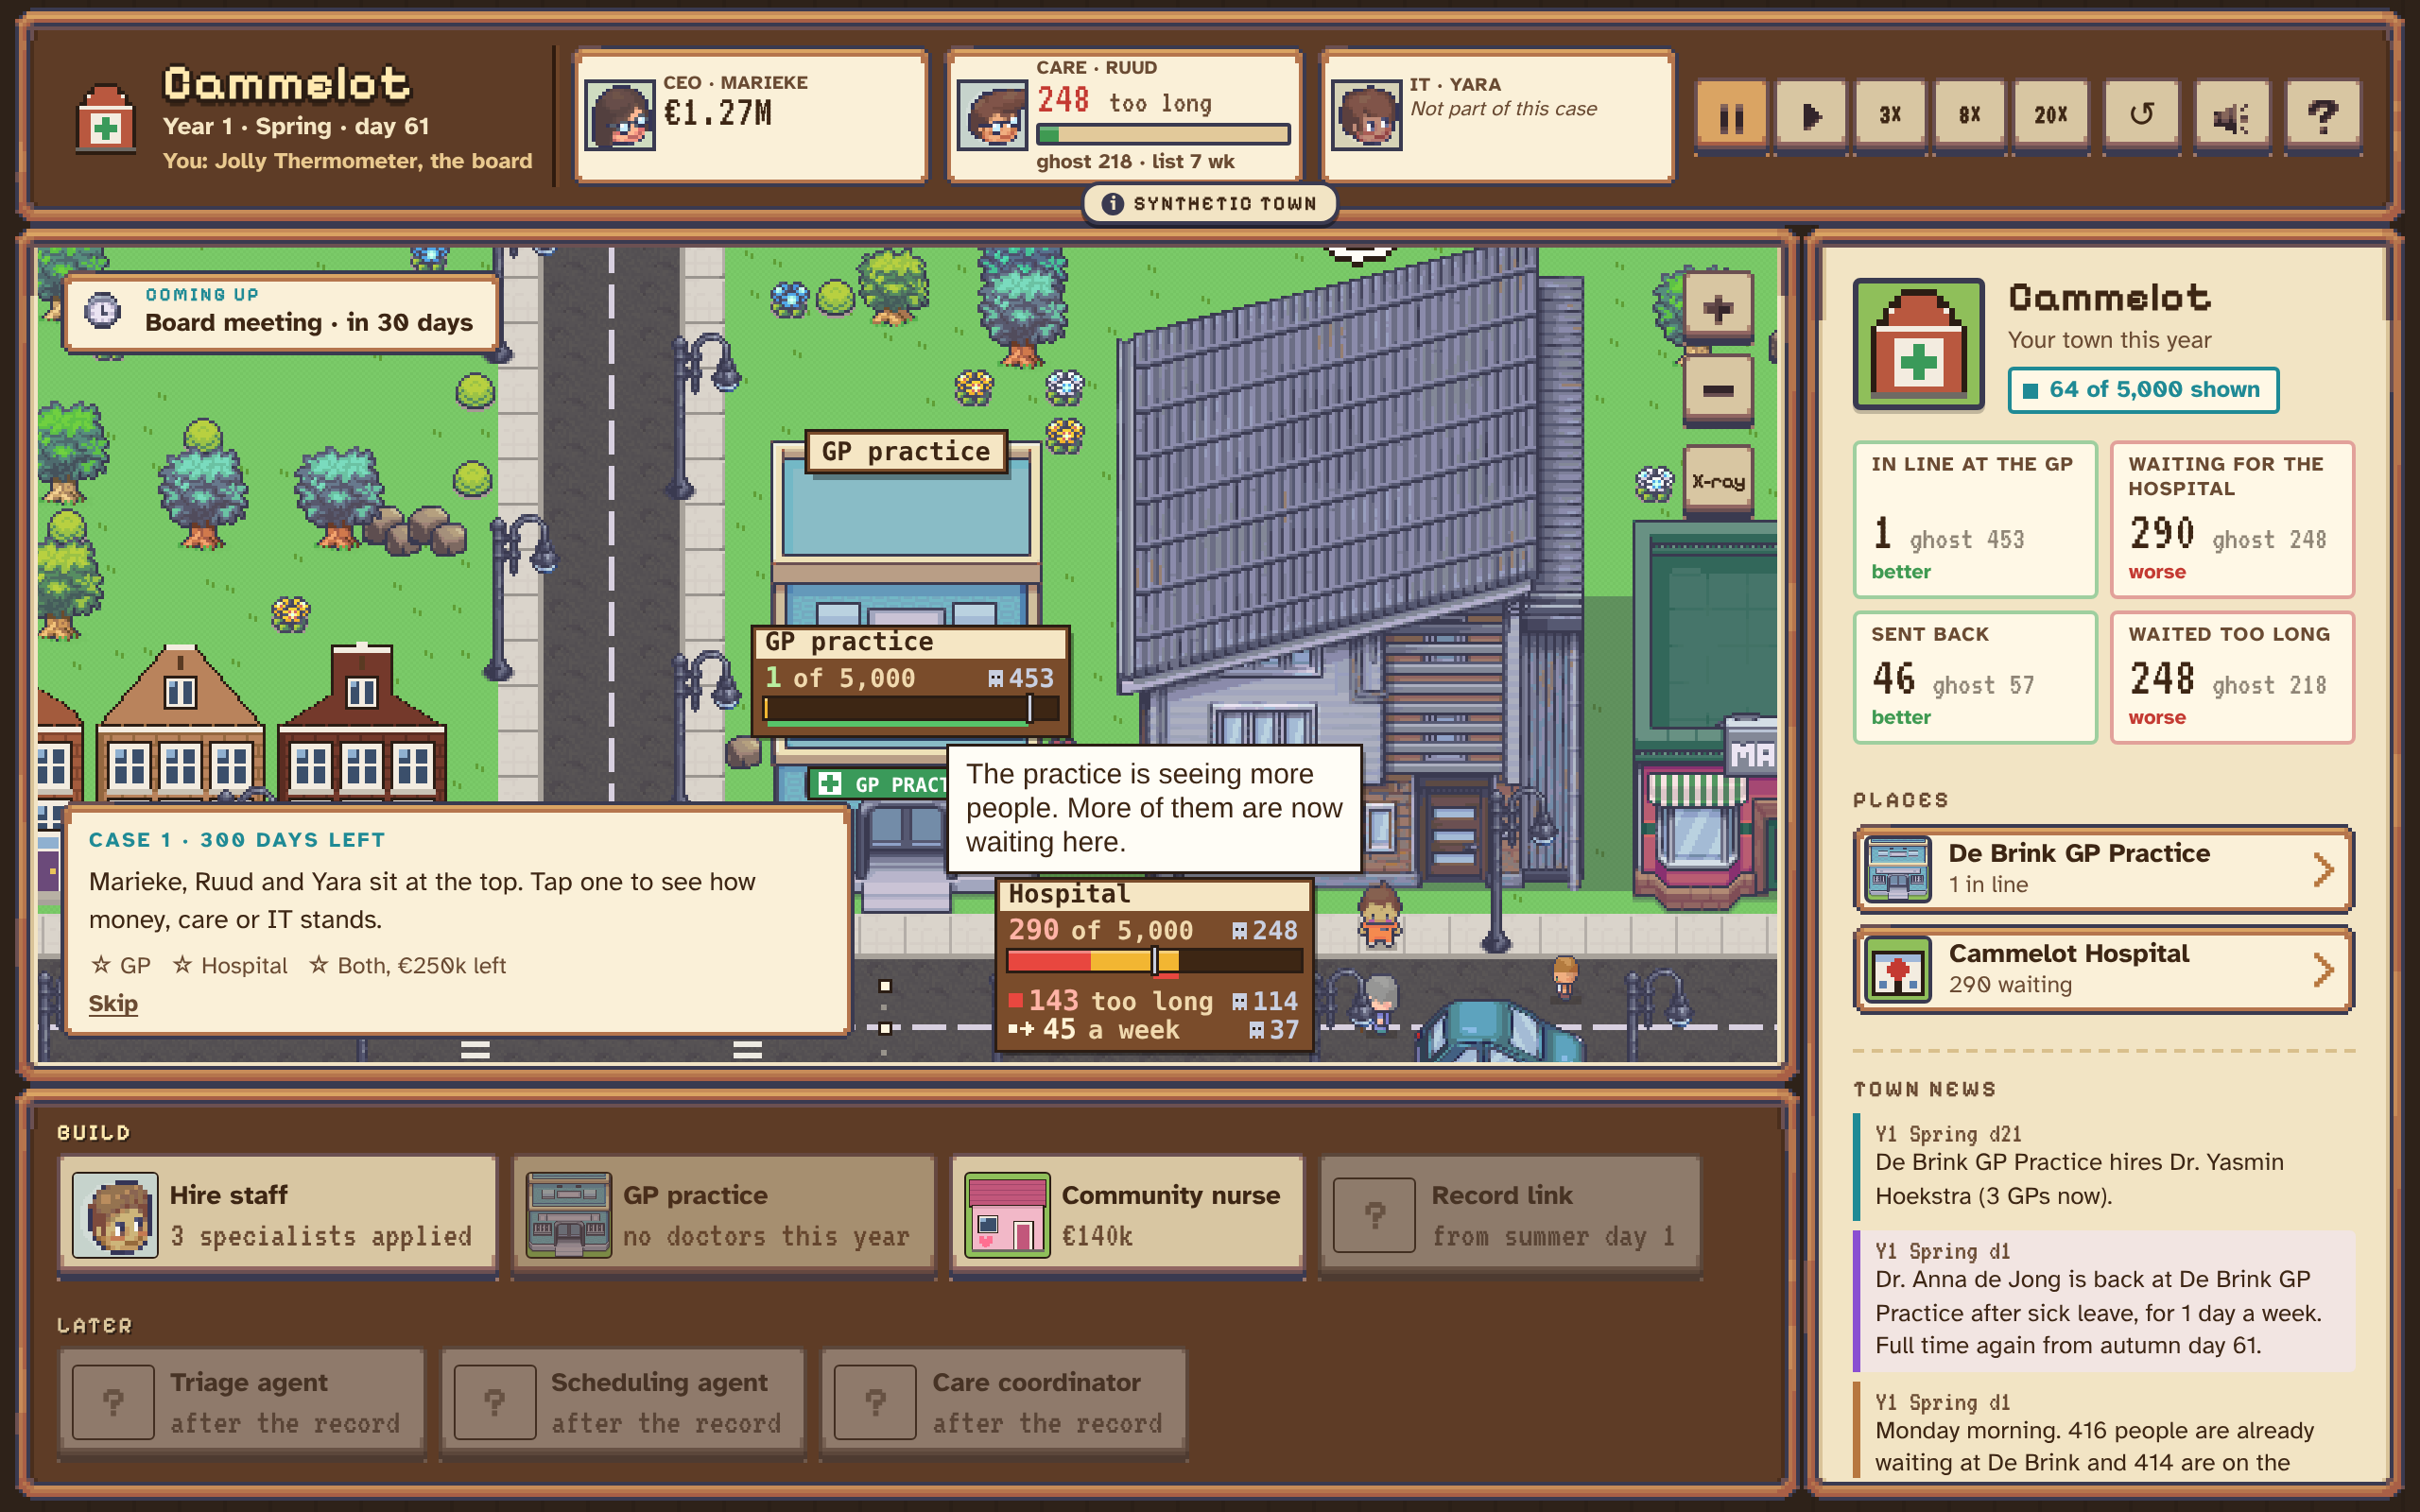 Cammelot
Year 1 · Spring · day 61
You: Jolly Thermometer, the board
CEO · MARIEKE
€1.27M
CARE · RUUD
248 too long
ghost 218 · list 7 wk
IT · YARA
Not part of this case
3X
8X
20X
?
i SYNTHETIC TOWN
COMING UP
Board meeting · in 30 days
X-ray
GP practice
GP practice
1 of 5,000 453
GP PRACT
MA
The practice is seeing more
people. More of them are now
waiting here.
Hospital
290 of 5,000 248
143 too long 114
45 a week 37
CASE 1 · 300 DAYS LEFT
Marieke, Ruud and Yara sit at the top. Tap one to see how
money, care or IT stands.
☆ GP ☆ Hospital ☆ Both, €250k left
Skip
BUILD
Hire staff
3 specialists applied
GP practice
no doctors this year
Community nurse
€140k
?
Record link
from summer day 1
LATER
?
Triage agent
after the record
?
Scheduling agent
after the record
?
Care coordinator
after the record
Cammelot
Your town this year
64 of 5,000 shown
IN LINE AT THE GP
1 ghost 453
better
WAITING FOR THE
HOSPITAL
290 ghost 248
worse
SENT BACK
46 ghost 57
better
WAITED TOO LONG
248 ghost 218
worse
PLACES
De Brink GP Practice
1 in line
Cammelot Hospital
290 waiting
TOWN NEWS
Y1 Spring d21
De Brink GP Practice hires Dr. Yasmin
Hoekstra (3 GPs now).
Y1 Spring d1
Dr. Anna de Jong is back at De Brink GP
Practice after sick leave, for 1 day a week.
Full time again from autumn day 61.
Y1 Spring d1
Monday morning. 416 people are already
waiting at De Brink and 414 are on the